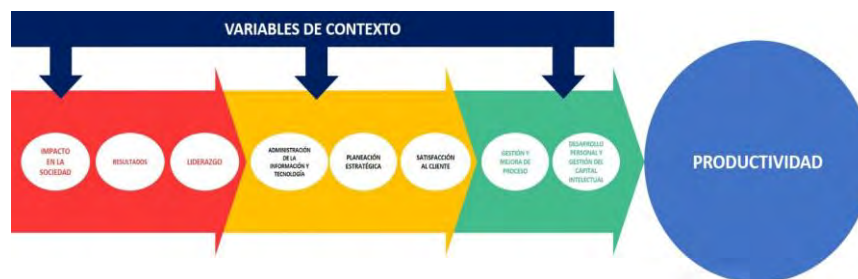 VARIABLES DE CONTEXTO
IMPACTO
EN LA
SOCIEDAD
RESULTADOS
LIDERAZGO
ADMINISTRACIÓN
DE LA
INFORMACIÓN Y
TECNOLOGÍA
PLANEACIÓN
ESTRATÉGICA
SATISFACCIÓN
AL CLIENTE
GESTIÓN Y
MEJORA DE
PROCESO
DESARROLLO
PERSONAL Y
GESTIÓN DEL
CAPITAL
INTELECTUAL
PRODUCTIVIDAD